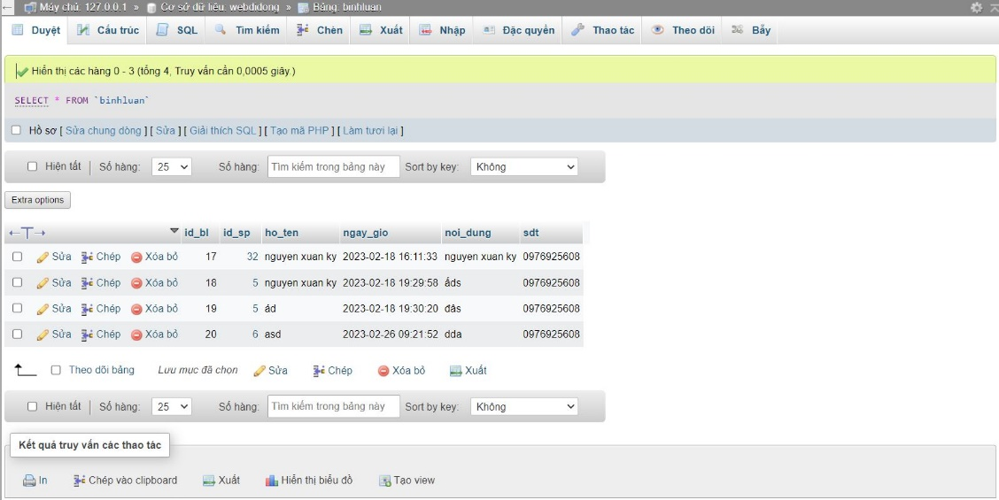 Máy chủ: 127.0.0.1 » Cơ sở dữ liệu: webdidong » Bảng: binhluan
Duyệt Cấu trúc SQL Tìm kiếm Chèn Xuất Nhập Đặc quyền Thao tác Theo dõi Bẫy
Hiển thị các hàng 0 - 3 (tổng 4, Truy vấn cần 0,0005 giây.)
SELECT * FROM `binhluan`
Hồ sơ [ Sửa chung dòng ] [ Sửa ] [ Giải thích SQL ] [ Tạo mã PHP ] [ Làm tươi lại ]
Hiện tất | Số hàng: 25 Số hàng: Tìm kiếm trong bảng này Sort by key: Không
Extra options
←T→ id_bl id_sp ho_ten ngay_gio noi_dung sdt
Sửa Chép Xóa bỏ 17 32 nguyen xuan ky 2023-02-18 16:11:33 nguyen xuan ky 0976925608
Sửa Chép Xóa bỏ 18 5 nguyen xuan ky 2023-02-18 19:29:58 ấds 0976925608
Sửa Chép Xóa bỏ 19 5 ád 2023-02-18 19:30:20 đâs 0976925608
Sửa Chép Xóa bỏ 20 6 asd 2023-02-26 09:21:52 dda 0976925608
Theo dõi bảng Lưu mục đã chọn Sửa Chép Xóa bỏ Xuất
Hiện tất | Số hàng: 25 Số hàng: Tìm kiếm trong bảng này Sort by key: Không
Kết quả truy vấn các thao tác
In Chép vào clipboard Xuất Hiển thị biểu đồ Tạo view